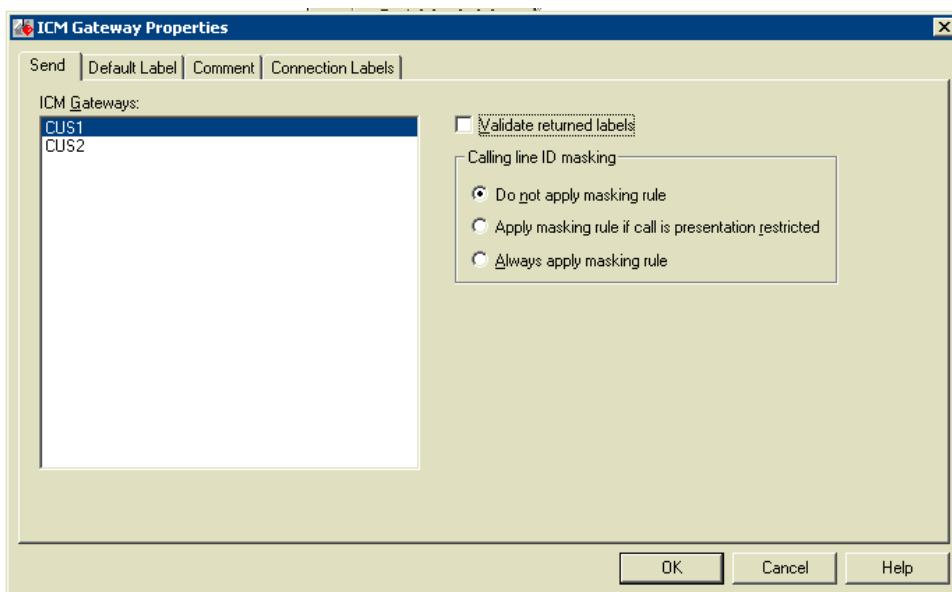 ICM Gateway Properties
Send Default Label Comment Connection Labels
ICM Gateways:
CUS1
CUS2
Validate returned labels
Calling line ID masking
Do not apply masking rule
Apply masking rule if call is presentation restricted
Always apply masking rule
OK Cancel Help